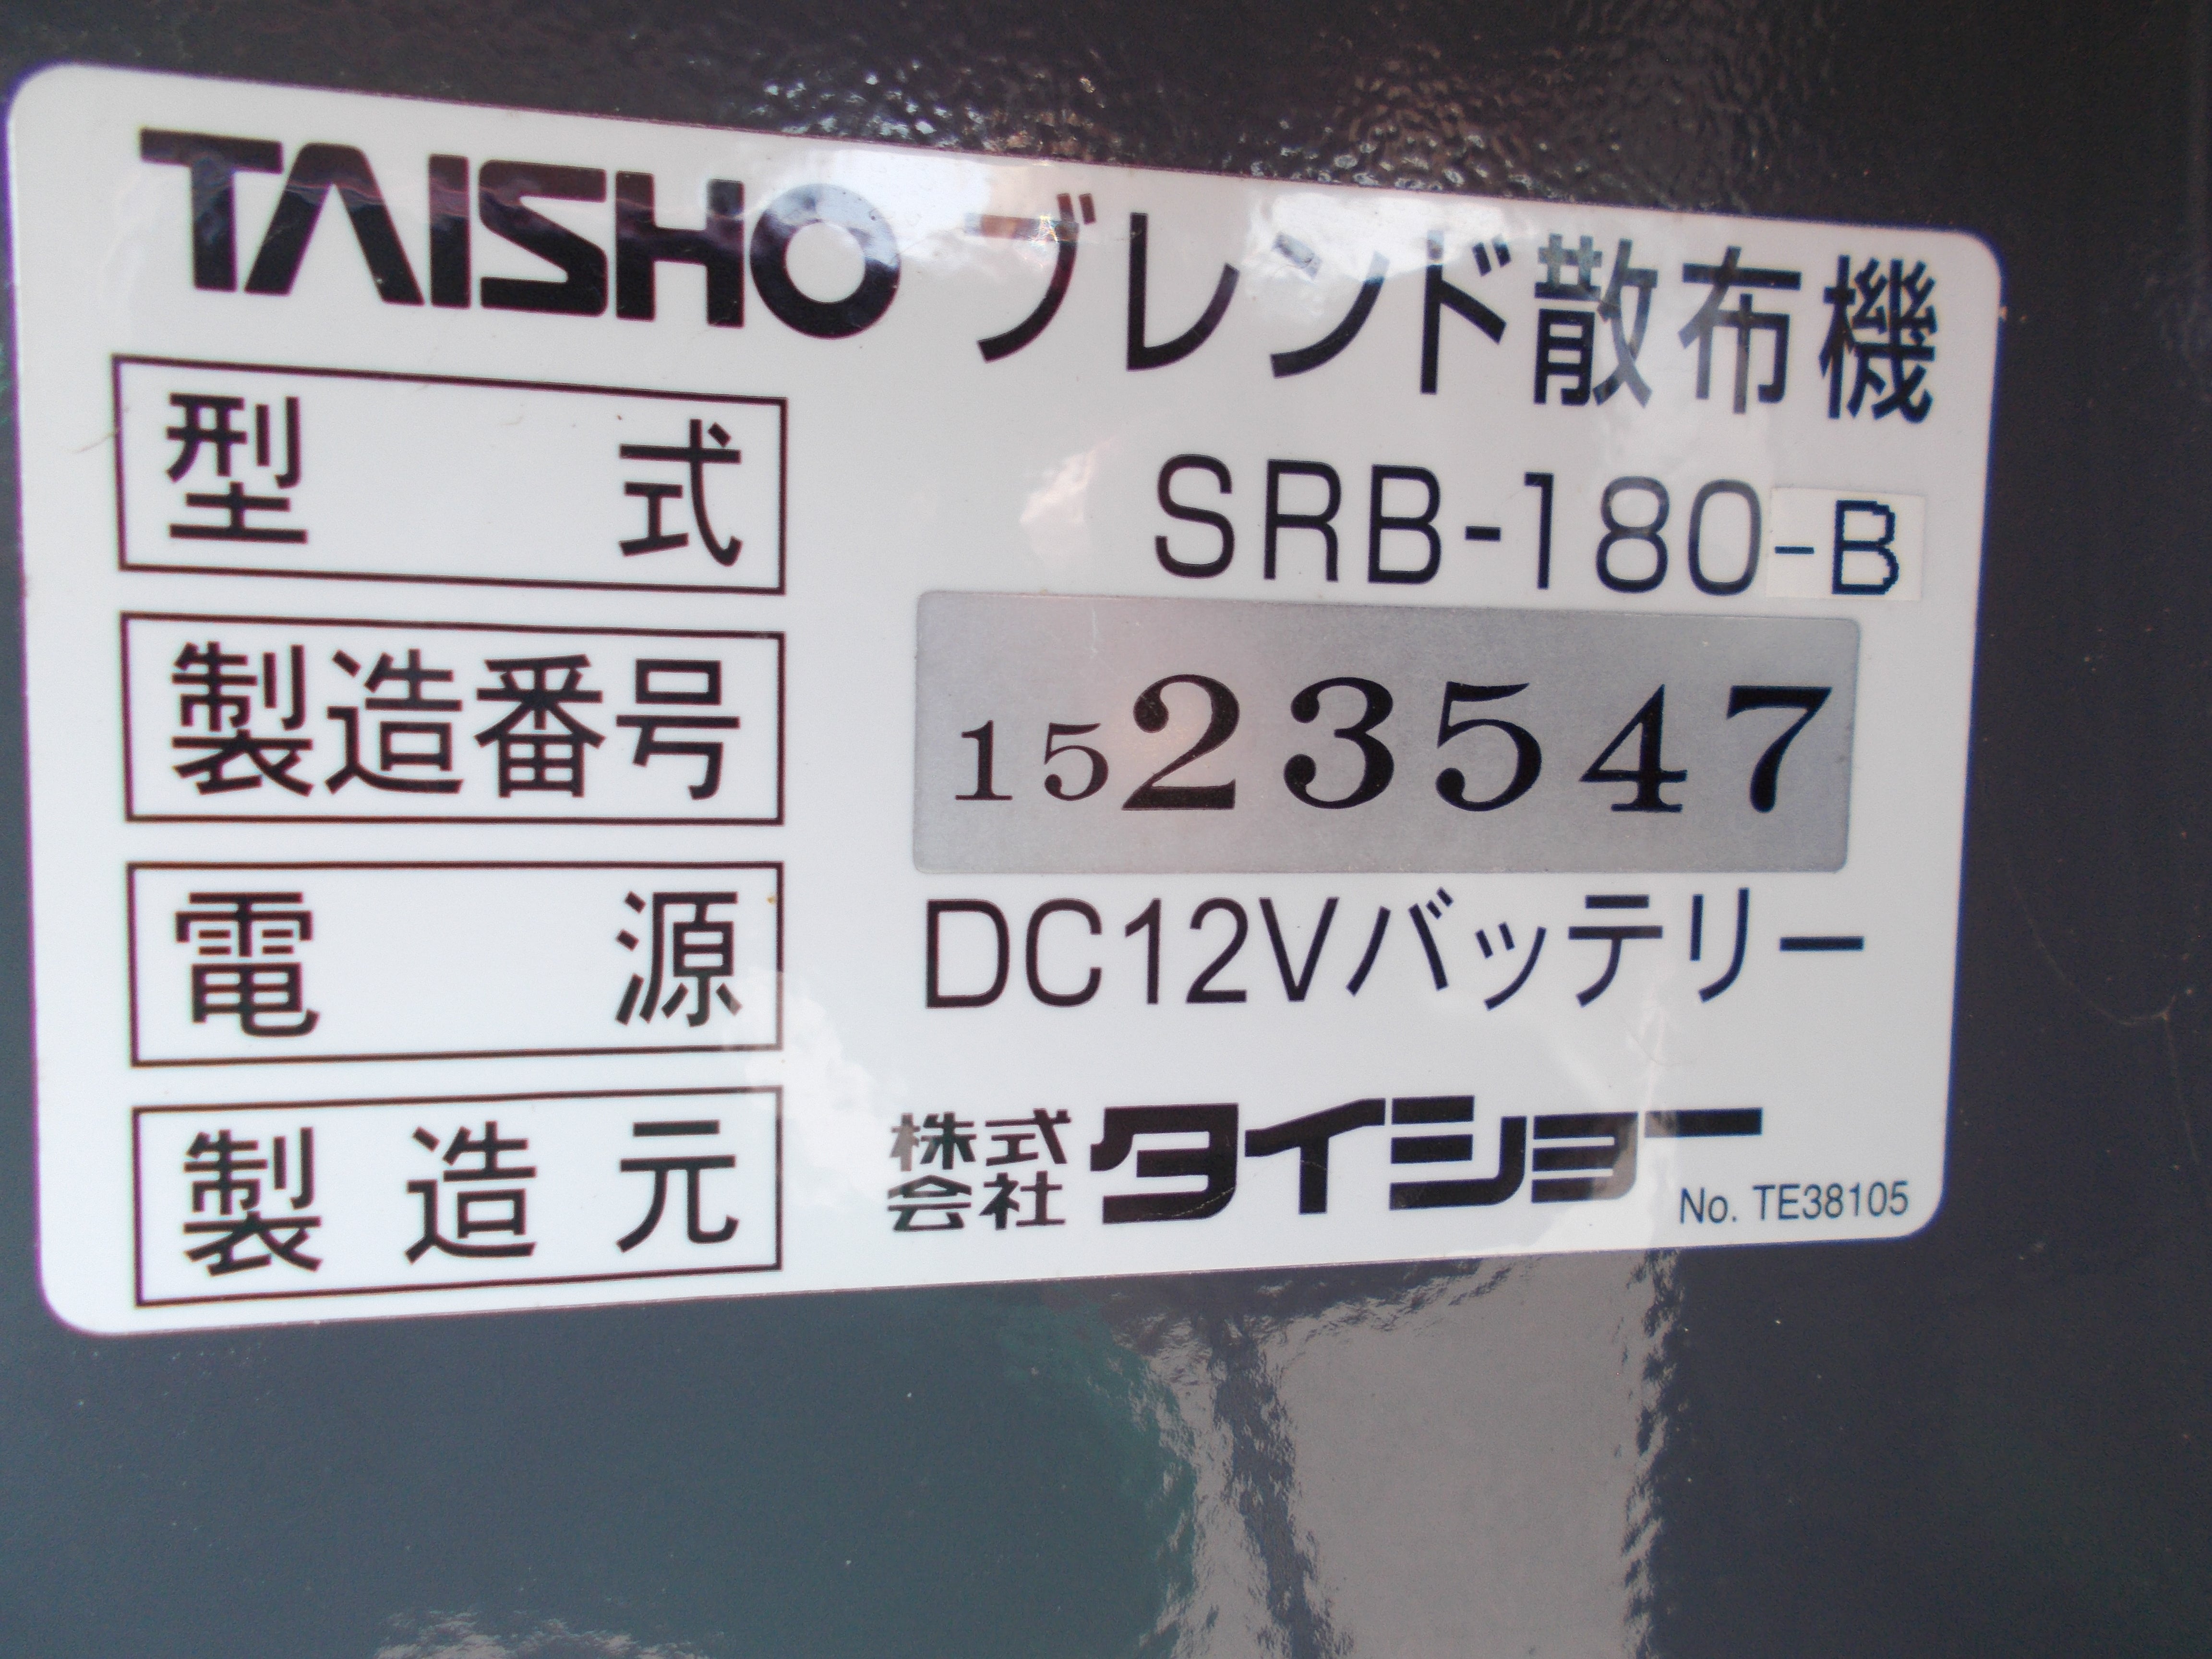 TAISHO ブレンド散布機
型式 SRB-180-B
製造番号 1523547
電源 DC12Vバッテリー
製造元 株式会社タイショー
No. TE38105